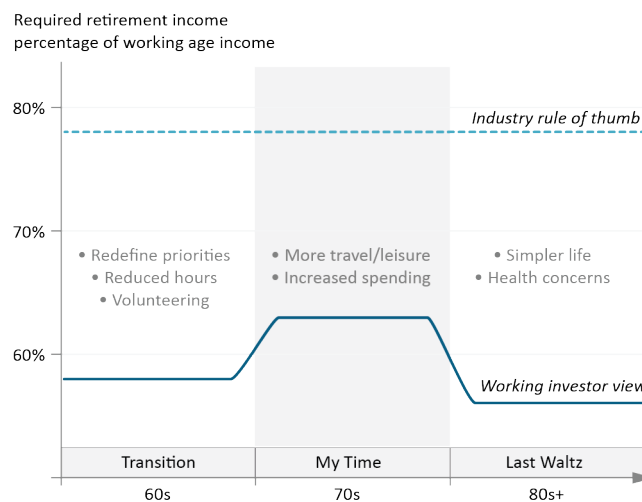 Required retirement income
percentage of working age income
80%
Industry rule of thumb
70%
• Redefine priorities
• Reduced hours
• Volunteering
• More travel/leisure
• Increased spending
• Simpler life
• Health concerns
60%
Working investor view
Transition
My Time
Last Waltz
60s
70s
80s+